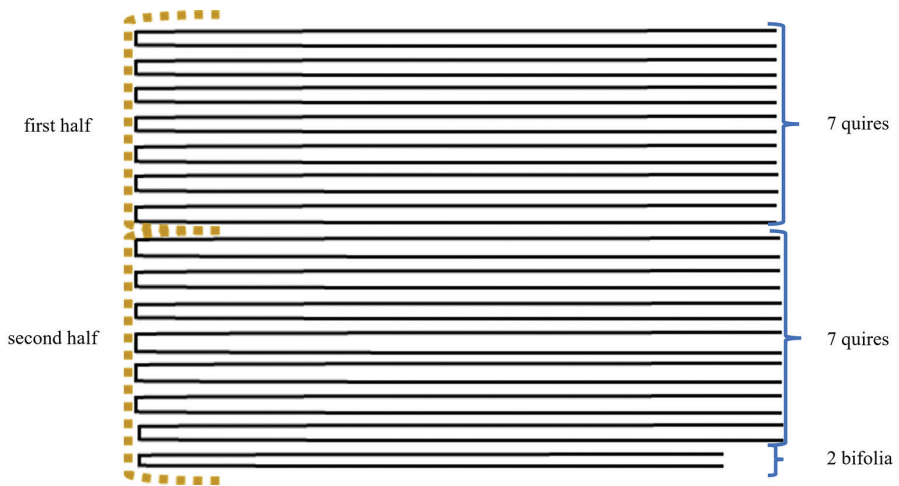 first half
7 quires
second half
7 quires
2 bifolia